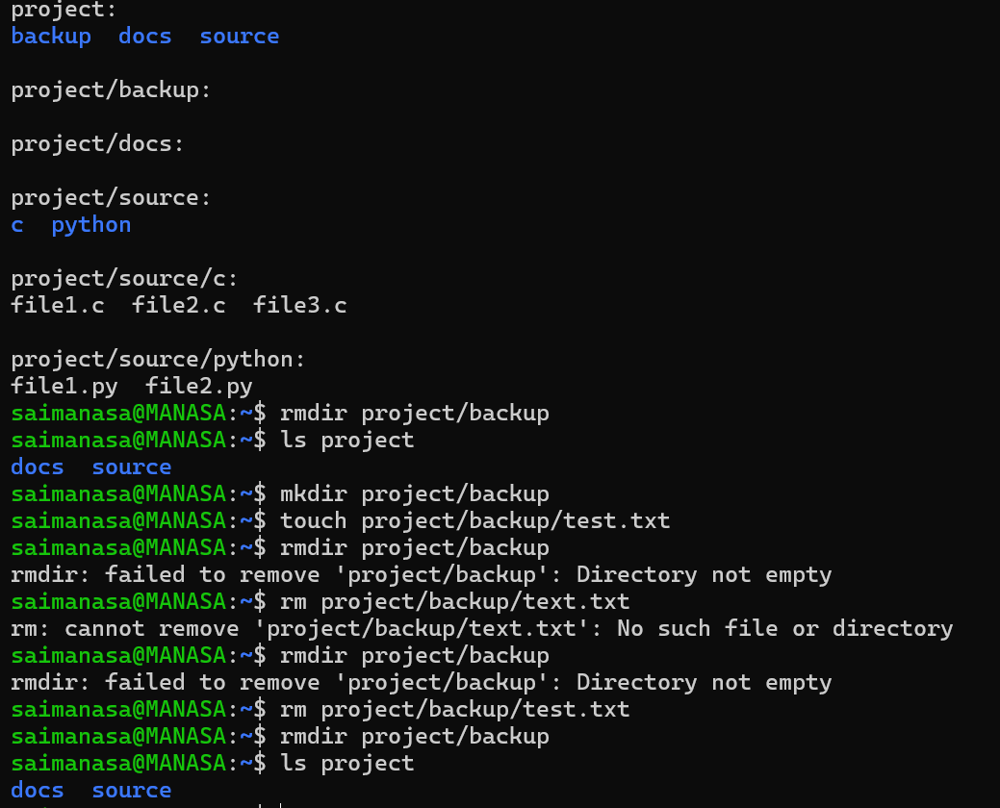 project:
backup  docs  source
project/backup:
project/docs:
project/source:
c  python
project/source/c:
file1.c  file2.c  file3.c
project/source/python:
file1.py  file2.py
saimanasa@MANASA:~$ rmdir project/backup
saimanasa@MANASA:~$ ls project
docs  source
saimanasa@MANASA:~$ mkdir project/backup
saimanasa@MANASA:~$ touch project/backup/test.txt
saimanasa@MANASA:~$ rmdir project/backup
rmdir: failed to remove 'project/backup': Directory not empty
saimanasa@MANASA:~$ rm project/backup/text.txt
rm: cannot remove 'project/backup/text.txt': No such file or directory
saimanasa@MANASA:~$ rmdir project/backup
rmdir: failed to remove 'project/backup': Directory not empty
saimanasa@MANASA:~$ rm project/backup/test.txt
saimanasa@MANASA:~$ rmdir project/backup
saimanasa@MANASA:~$ ls project
docs  source